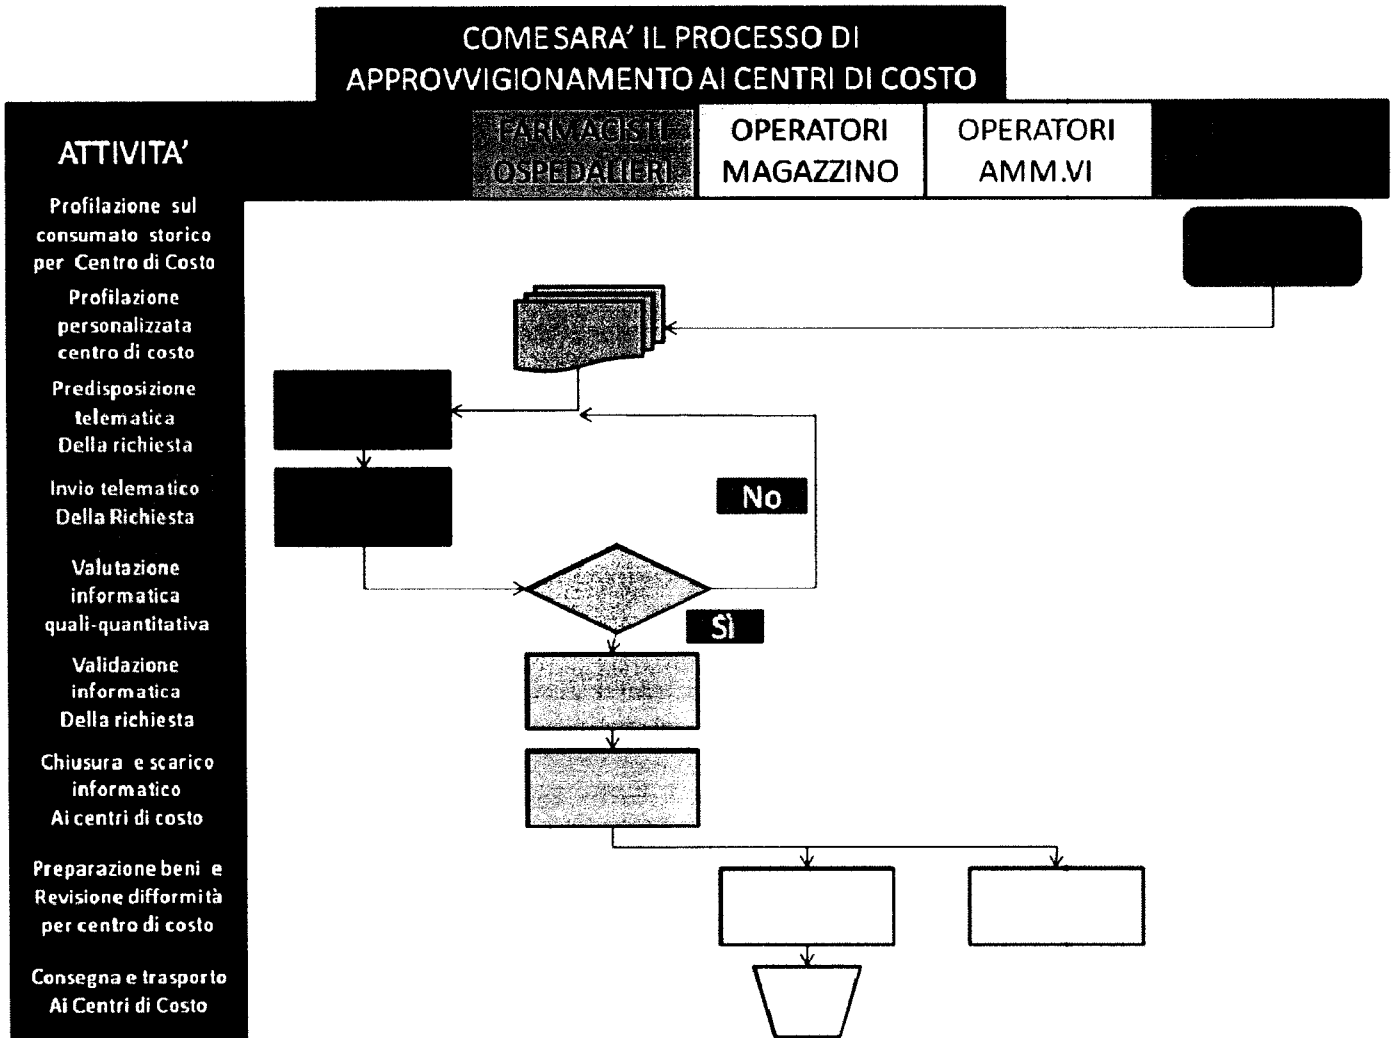 COME SARA' IL PROCESSO DI
APPROVVIGIONAMENTO AI CENTRI DI COSTO
ATTIVITA'
FARMACISTI
OSPEDALIERI
OPERATORI
MAGAZZINO
OPERATORI
AMM.VI
Profilazione sul
consumato storico
per Centro di Costo
Profilazione
personalizzata
centro di costo
Predisposizione
telematica
Della richiesta
Invio telematico
Della Richiesta
No
Valutazione
informatica
quali-quantitativa
Sì
Validazione
informatica
Della richiesta
Chiusura e scarico
informatico
Ai centri di costo
Preparazione beni e
Revisione difformità
per centro di costo
Consegna e trasporto
Ai Centri di Costo